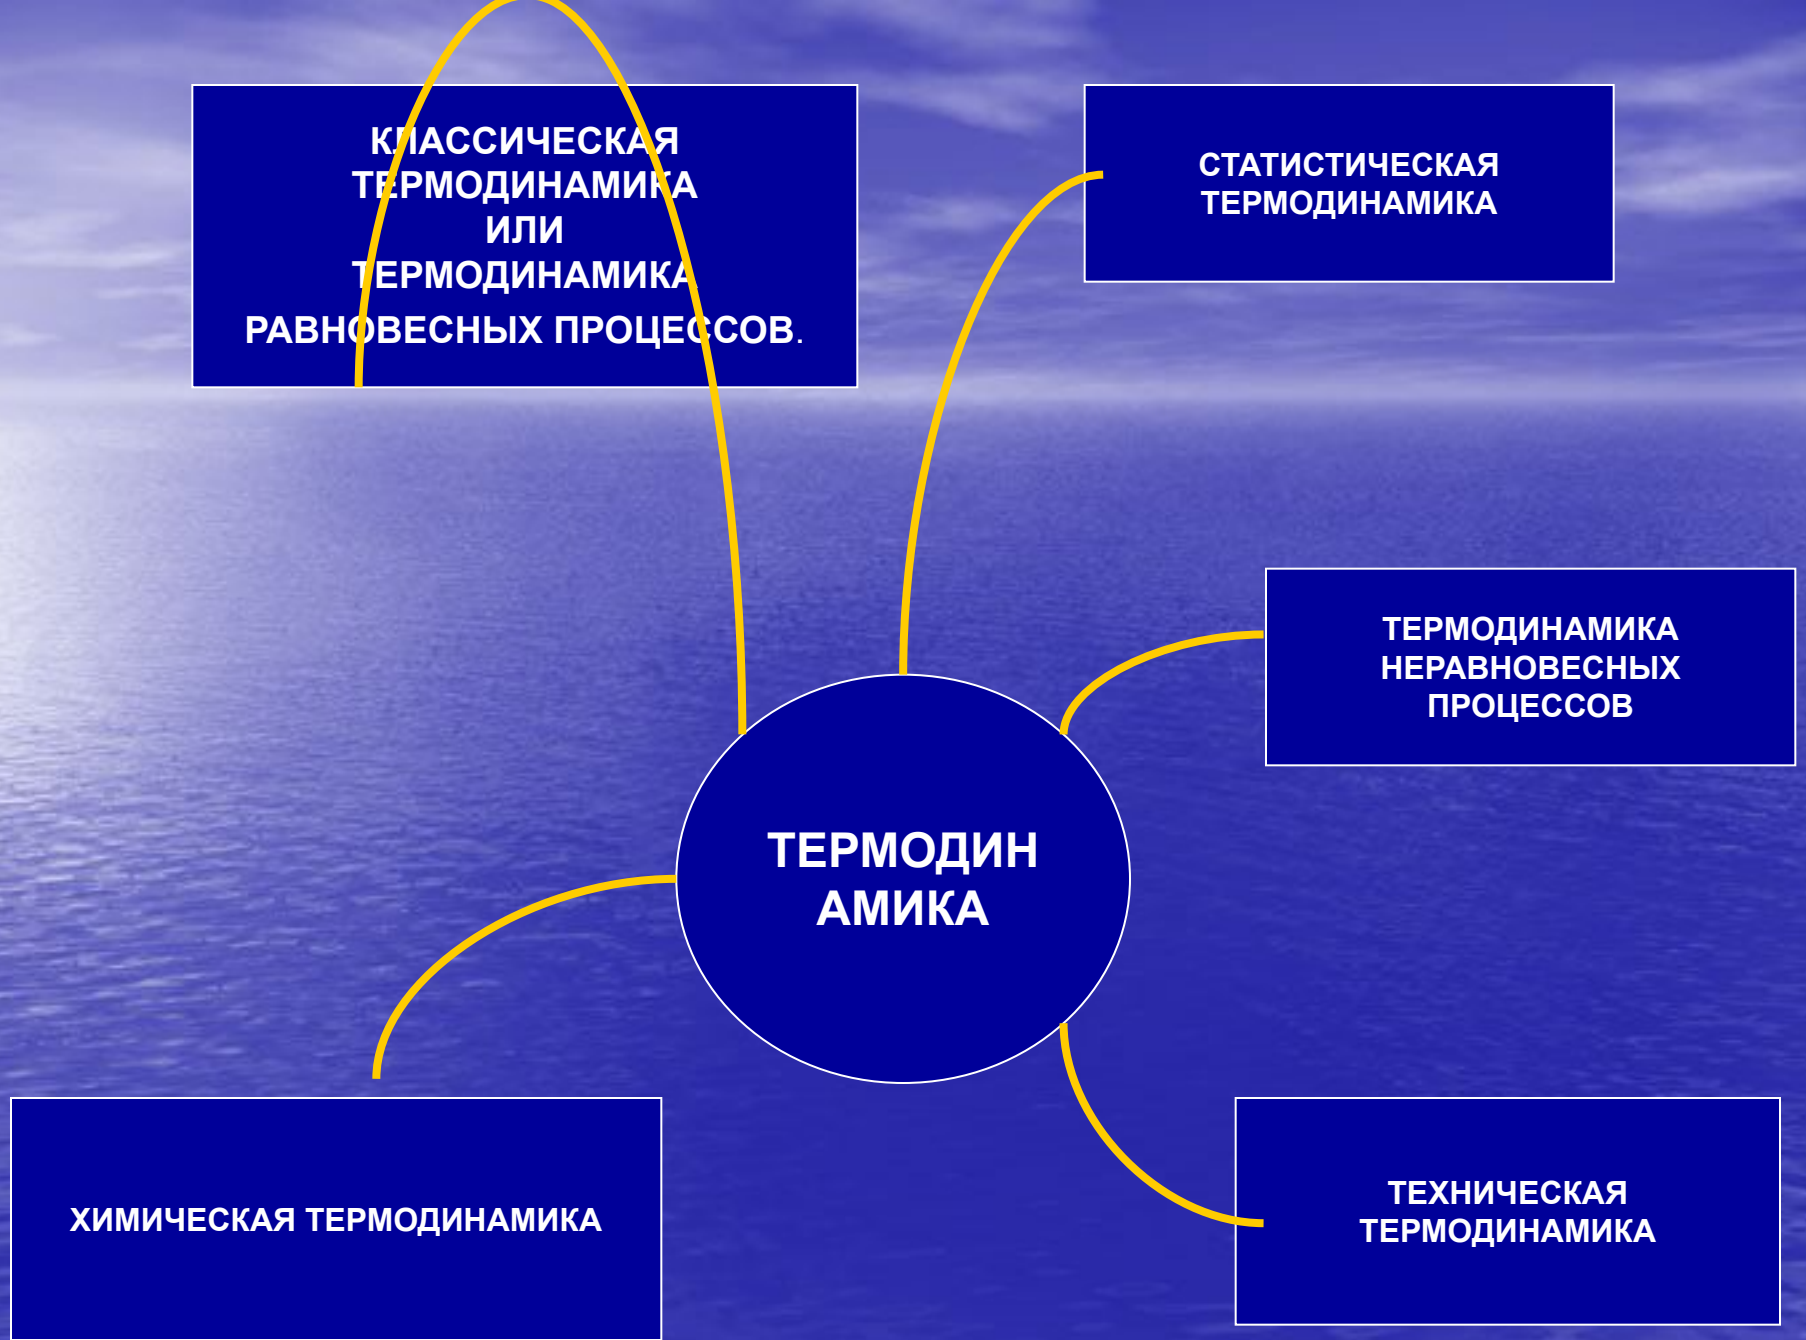 КЛАССИЧЕСКАЯ
ТЕРМОДИНАМИКА
ИЛИ
ТЕРМОДИНАМИКА
РАВНОВЕСНЫХ ПРОЦЕССОВ.
СТАТИСТИЧЕСКАЯ
ТЕРМОДИНАМИКА
ТЕРМОДИНАМИКА
НЕРАВНОВЕСНЫХ
ПРОЦЕССОВ
ТЕРМОДИН
АМИКА
ХИМИЧЕСКАЯ ТЕРМОДИНАМИКА
ТЕХНИЧЕСКАЯ
ТЕРМОДИНАМИКА